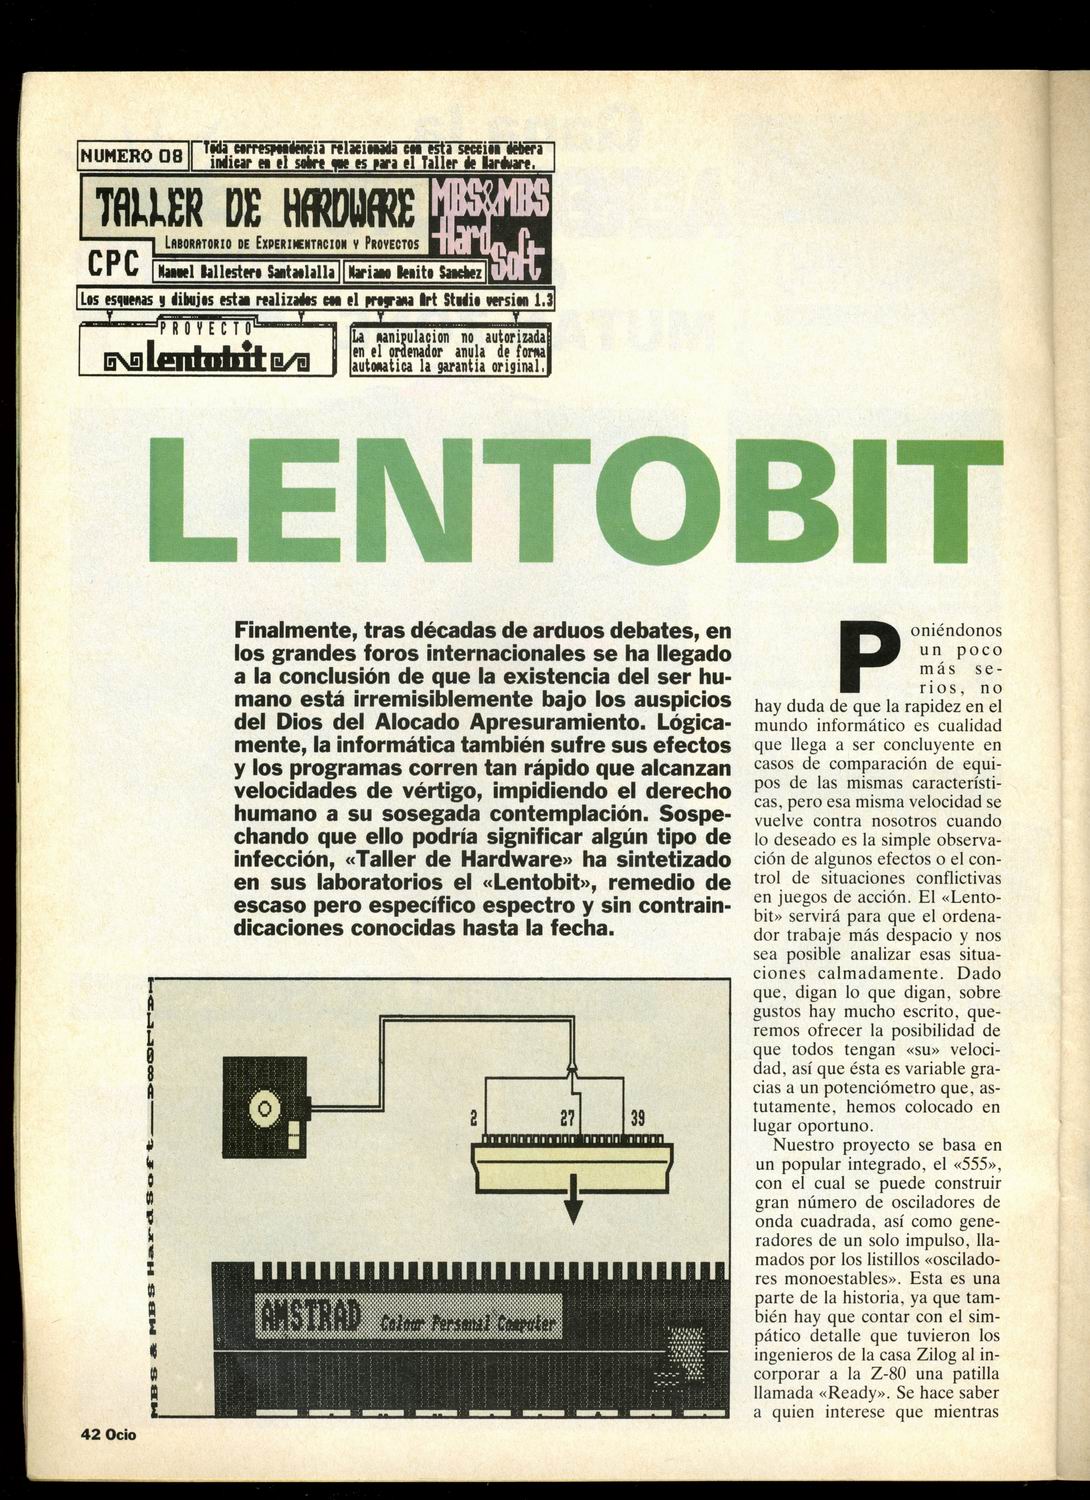 NUMERO 08
Toda correspondencia relacionada con esta seccion debera
indicar en el sobre que es para el Taller de Hardware.
TALLER DE HARDWARE
LABORATORIO DE EXPERIMENTACION Y PROYECTOS
MBS&MBS
Hard
Soft
CPC
Manuel Ballestero Santaolalla
Mariano Benito Sanchez
Los esquemas y dibujos estan realizados con el programa Art Studio version 1.3
PROYECTO
lentobit
La manipulacion no autorizada
en el ordenador anula de forma
automatica la garantia original.
LENTOBIT
Finalmente, tras décadas de arduos debates, en
los grandes foros internacionales se ha llegado
a la conclusión de que la existencia del ser hu-
mano está irremisiblemente bajo los auspicios
del Dios del Alocado Apresuramiento. Lógica-
mente, la informática también sufre sus efectos
y los programas corren tan rápido que alcanzan
velocidades de vértigo, impidiendo el derecho
humano a su sosegada contemplación. Sospe-
chando que ello podría significar algún tipo de
infección, «Taller de Hardware» ha sintetizado
en sus laboratorios el «Lentobit», remedio de
escaso pero específico espectro y sin contrain-
dicaciones conocidas hasta la fecha.
Poniéndonos
un poco
más se-
rios, no
hay duda de que la rapidez en el
mundo informático es cualidad
que llega a ser concluyente en
casos de comparación de equi-
pos de las mismas característi-
cas, pero esa misma velocidad se
vuelve contra nosotros cuando
lo deseado es la simple observa-
ción de algunos efectos o el con-
trol de situaciones conflictivas
en juegos de acción. El «Lento-
bit» servirá para que el ordena-
dor trabaje más despacio y nos
sea posible analizar esas situa-
ciones calmadamente. Dado
que, digan lo que digan, sobre
gustos hay mucho escrito, que-
remos ofrecer la posibilidad de
que todos tengan «su» veloci-
dad, así que ésta es variable gra-
cias a un potenciómetro que, as-
tutamente, hemos colocado en
lugar oportuno.
Nuestro proyecto se basa en
un popular integrado, el «555»,
con el cual se puede construir
gran número de osciladores de
onda cuadrada, así como gene-
radores de un solo impulso, lla-
mados por los listillos «oscilado-
res monoestables». Esta es una
parte de la historia, ya que tam-
bién hay que contar con el sim-
pático detalle que tuvieron los
ingenieros de la casa Zilog al in-
corporar a la Z-80 una patilla
llamada «Ready». Se hace saber
a quien interese que mientras
MBS & MBS HardSoft__TALL08A
2
27
39
AMSTRAD Colour Personal Computer
42 Ocio